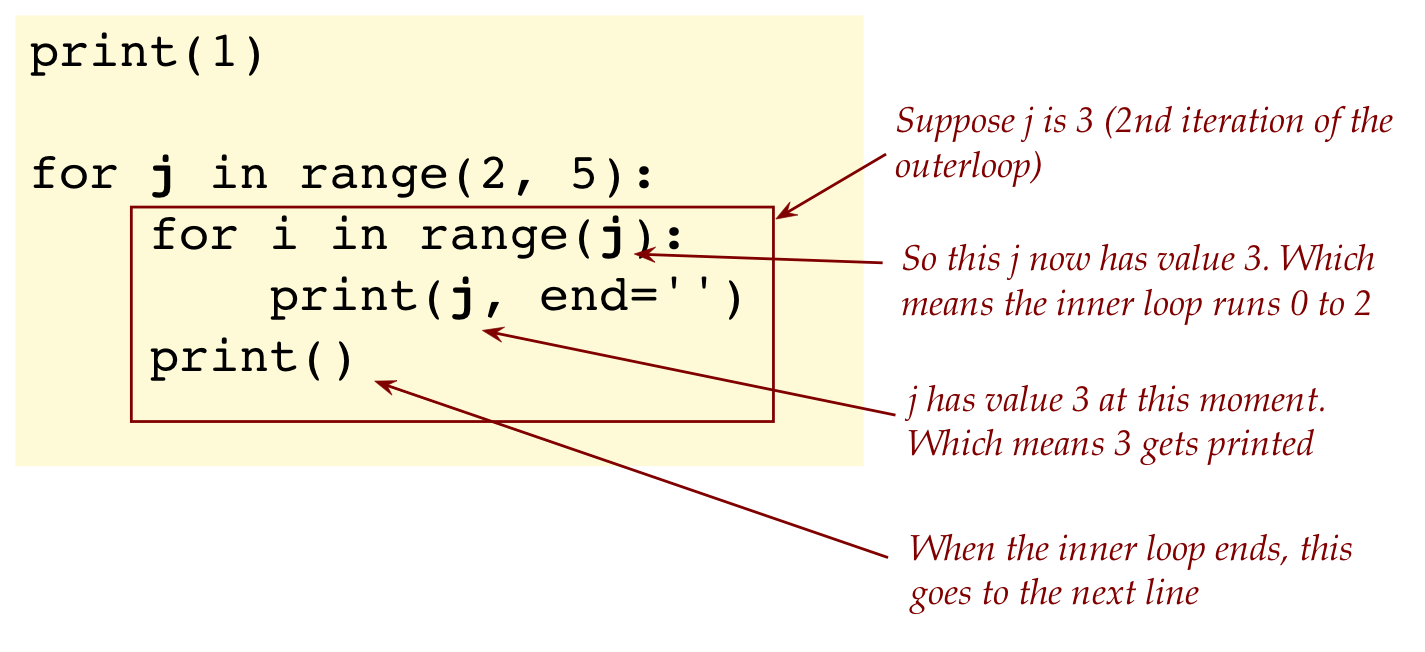 print(1)
for j in range(2, 5):
    for i in range(j):
        print(j, end='')
    print()
Suppose j is 3 (2nd iteration of the
outerloop)
So this j now has value 3. Which
means the inner loop runs 0 to 2
j has value 3 at this moment.
Which means 3 gets printed
When the inner loop ends, this
goes to the next line